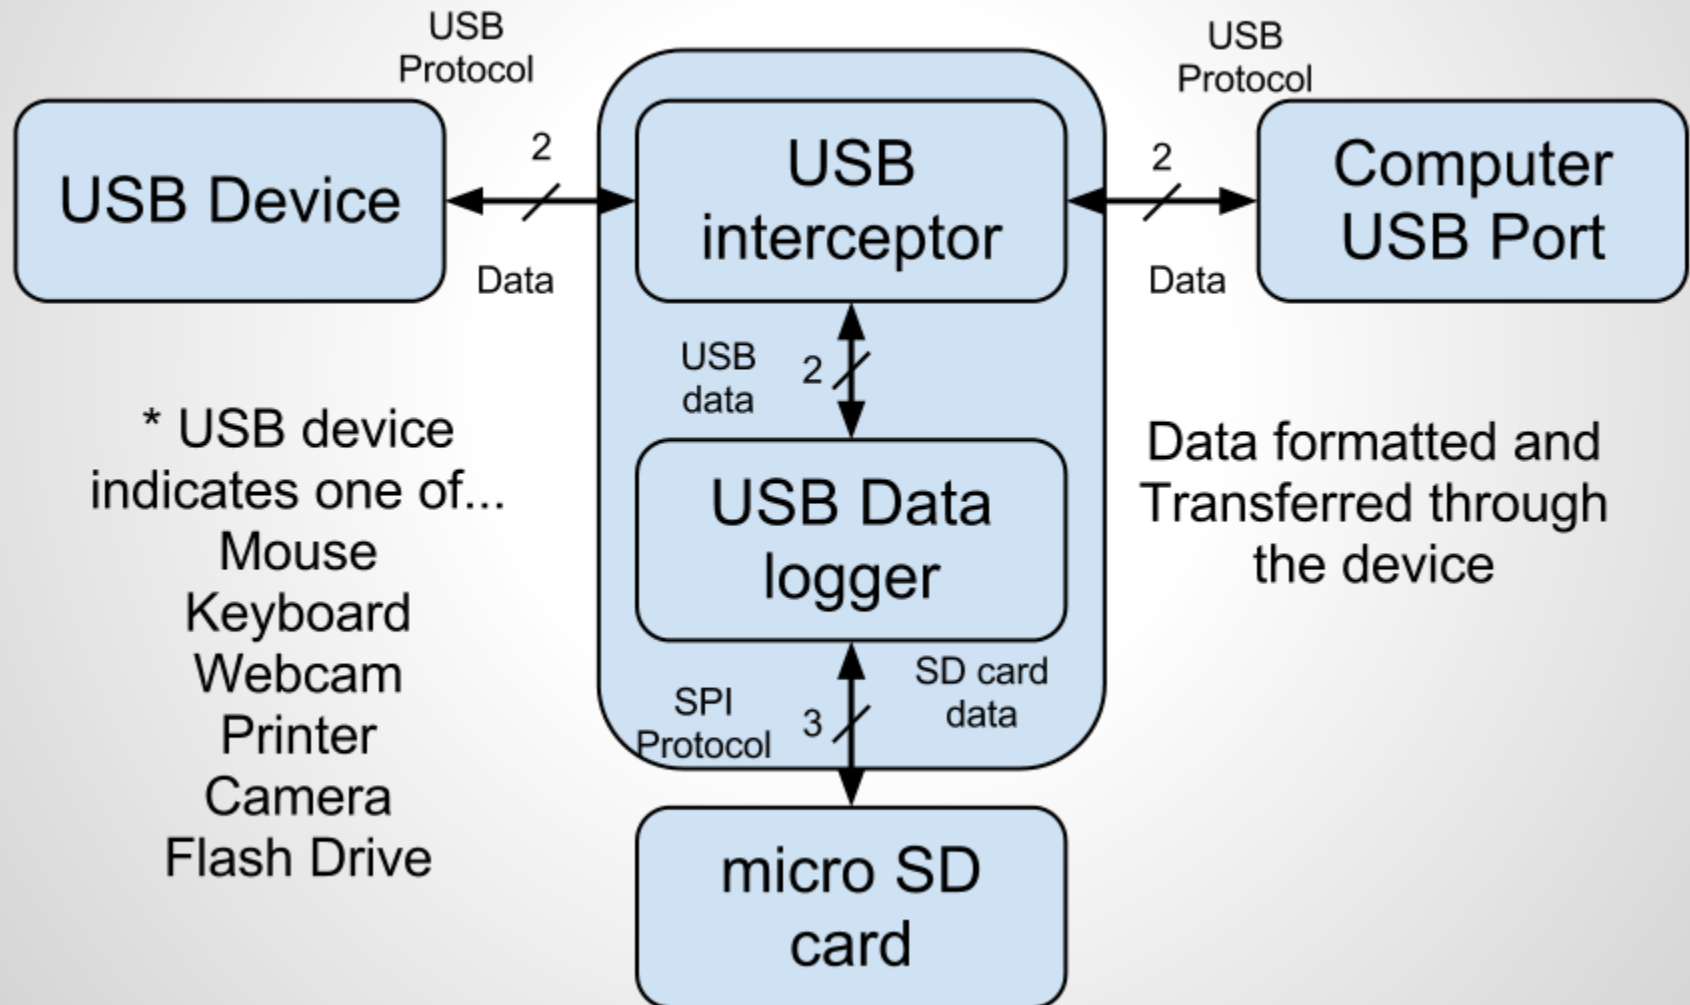 USB
Protocol
USB
Protocol
USB Device
2
Data
USB
interceptor
2
Data
Computer
USB Port
USB
data
2
* USB device
indicates one of...
Mouse
Keyboard
Webcam
Printer
Camera
Flash Drive
USB Data
logger
Data formatted and
Transferred through
the device
SPI
Protocol
3
SD card
data
micro SD
card